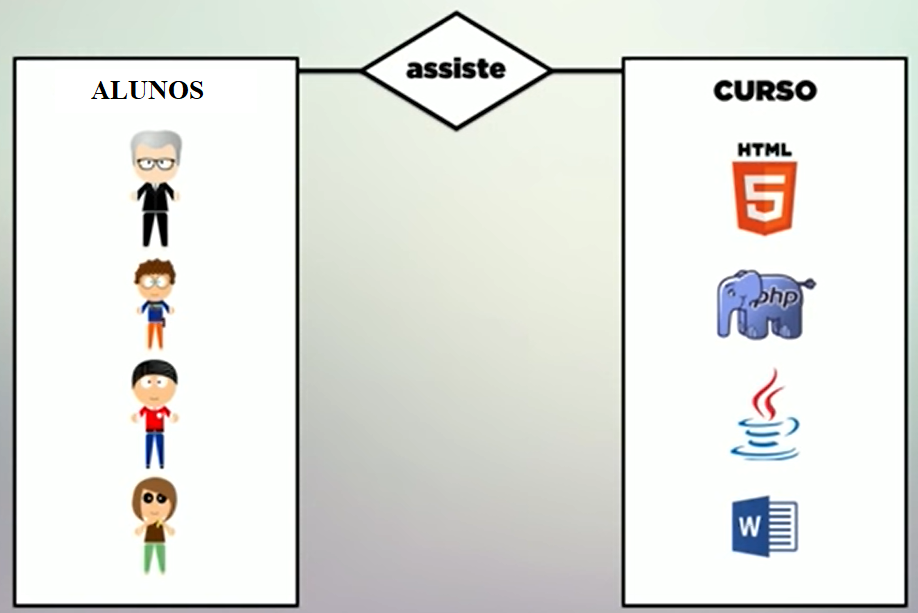 assiste
ALUNOS
CURSO
HTML
5
php
W